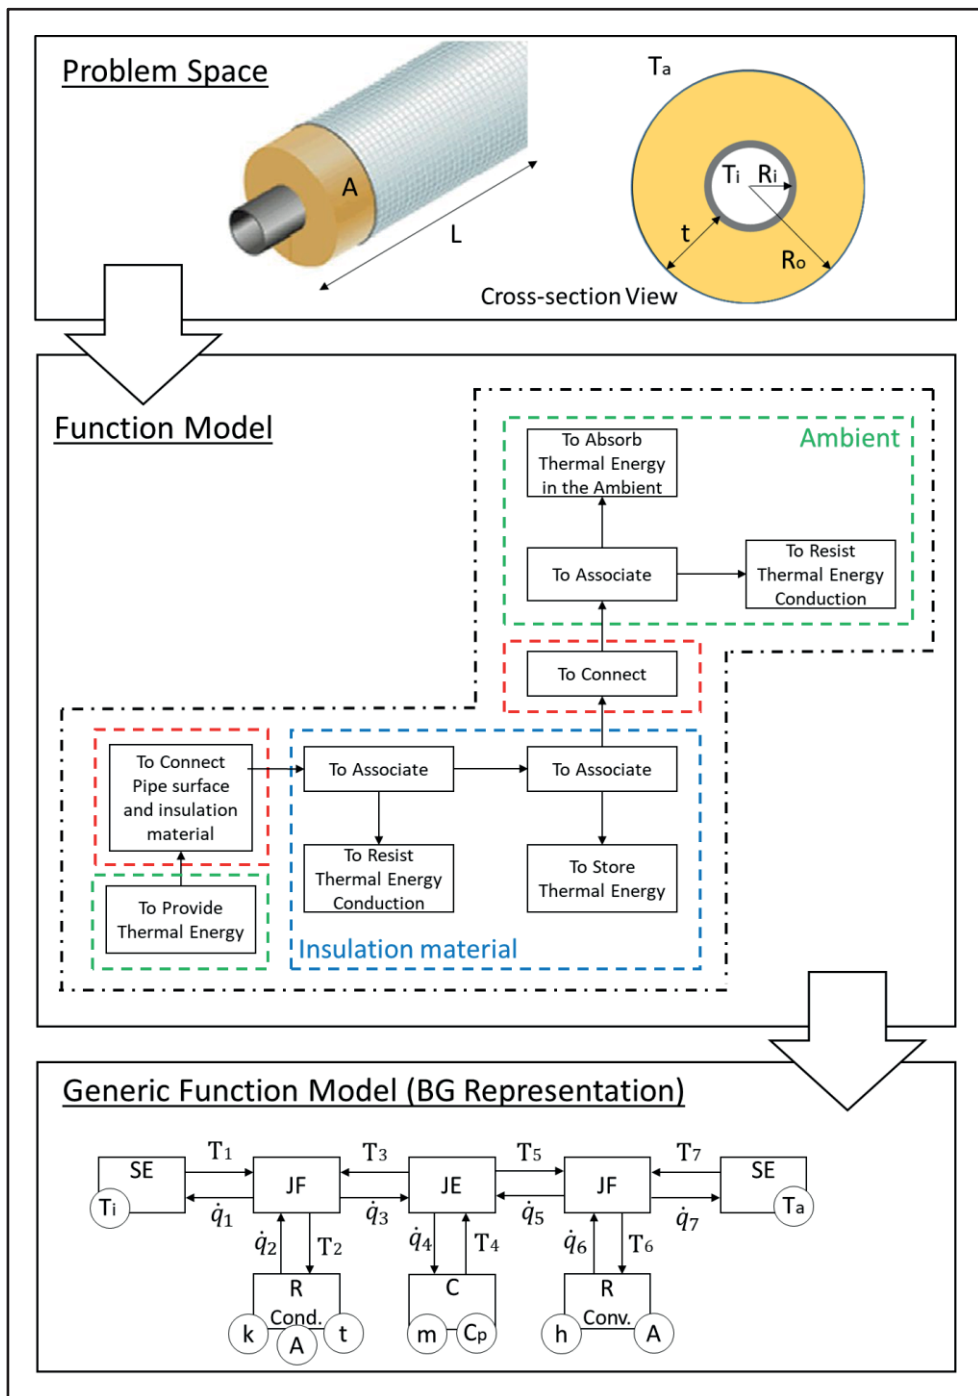 Problem Space
A
L
Tₐ
Tᵢ Rᵢ
t
Rₒ
Cross-section View
Function Model
Ambient
To Absorb
Thermal Energy
in the Ambient
To Associate
To Resist
Thermal Energy
Conduction
To Connect
To Connect
Pipe surface
and insulation
material
To Associate
To Associate
To Resist
Thermal Energy
Conduction
To Store
Thermal Energy
To Provide
Thermal Energy
Insulation material
Generic Function Model (BG Representation)
T₁ T₃ T₅ T₇
SE JF JE JF SE
Tᵢ Tₐ
q̇₁ q̇₃ q̇₅ q̇₇
q̇₂ T₂ q̇₄ T₄ q̇₆ T₆
R C R
Cond. Conv.
k A t m Cₚ h A